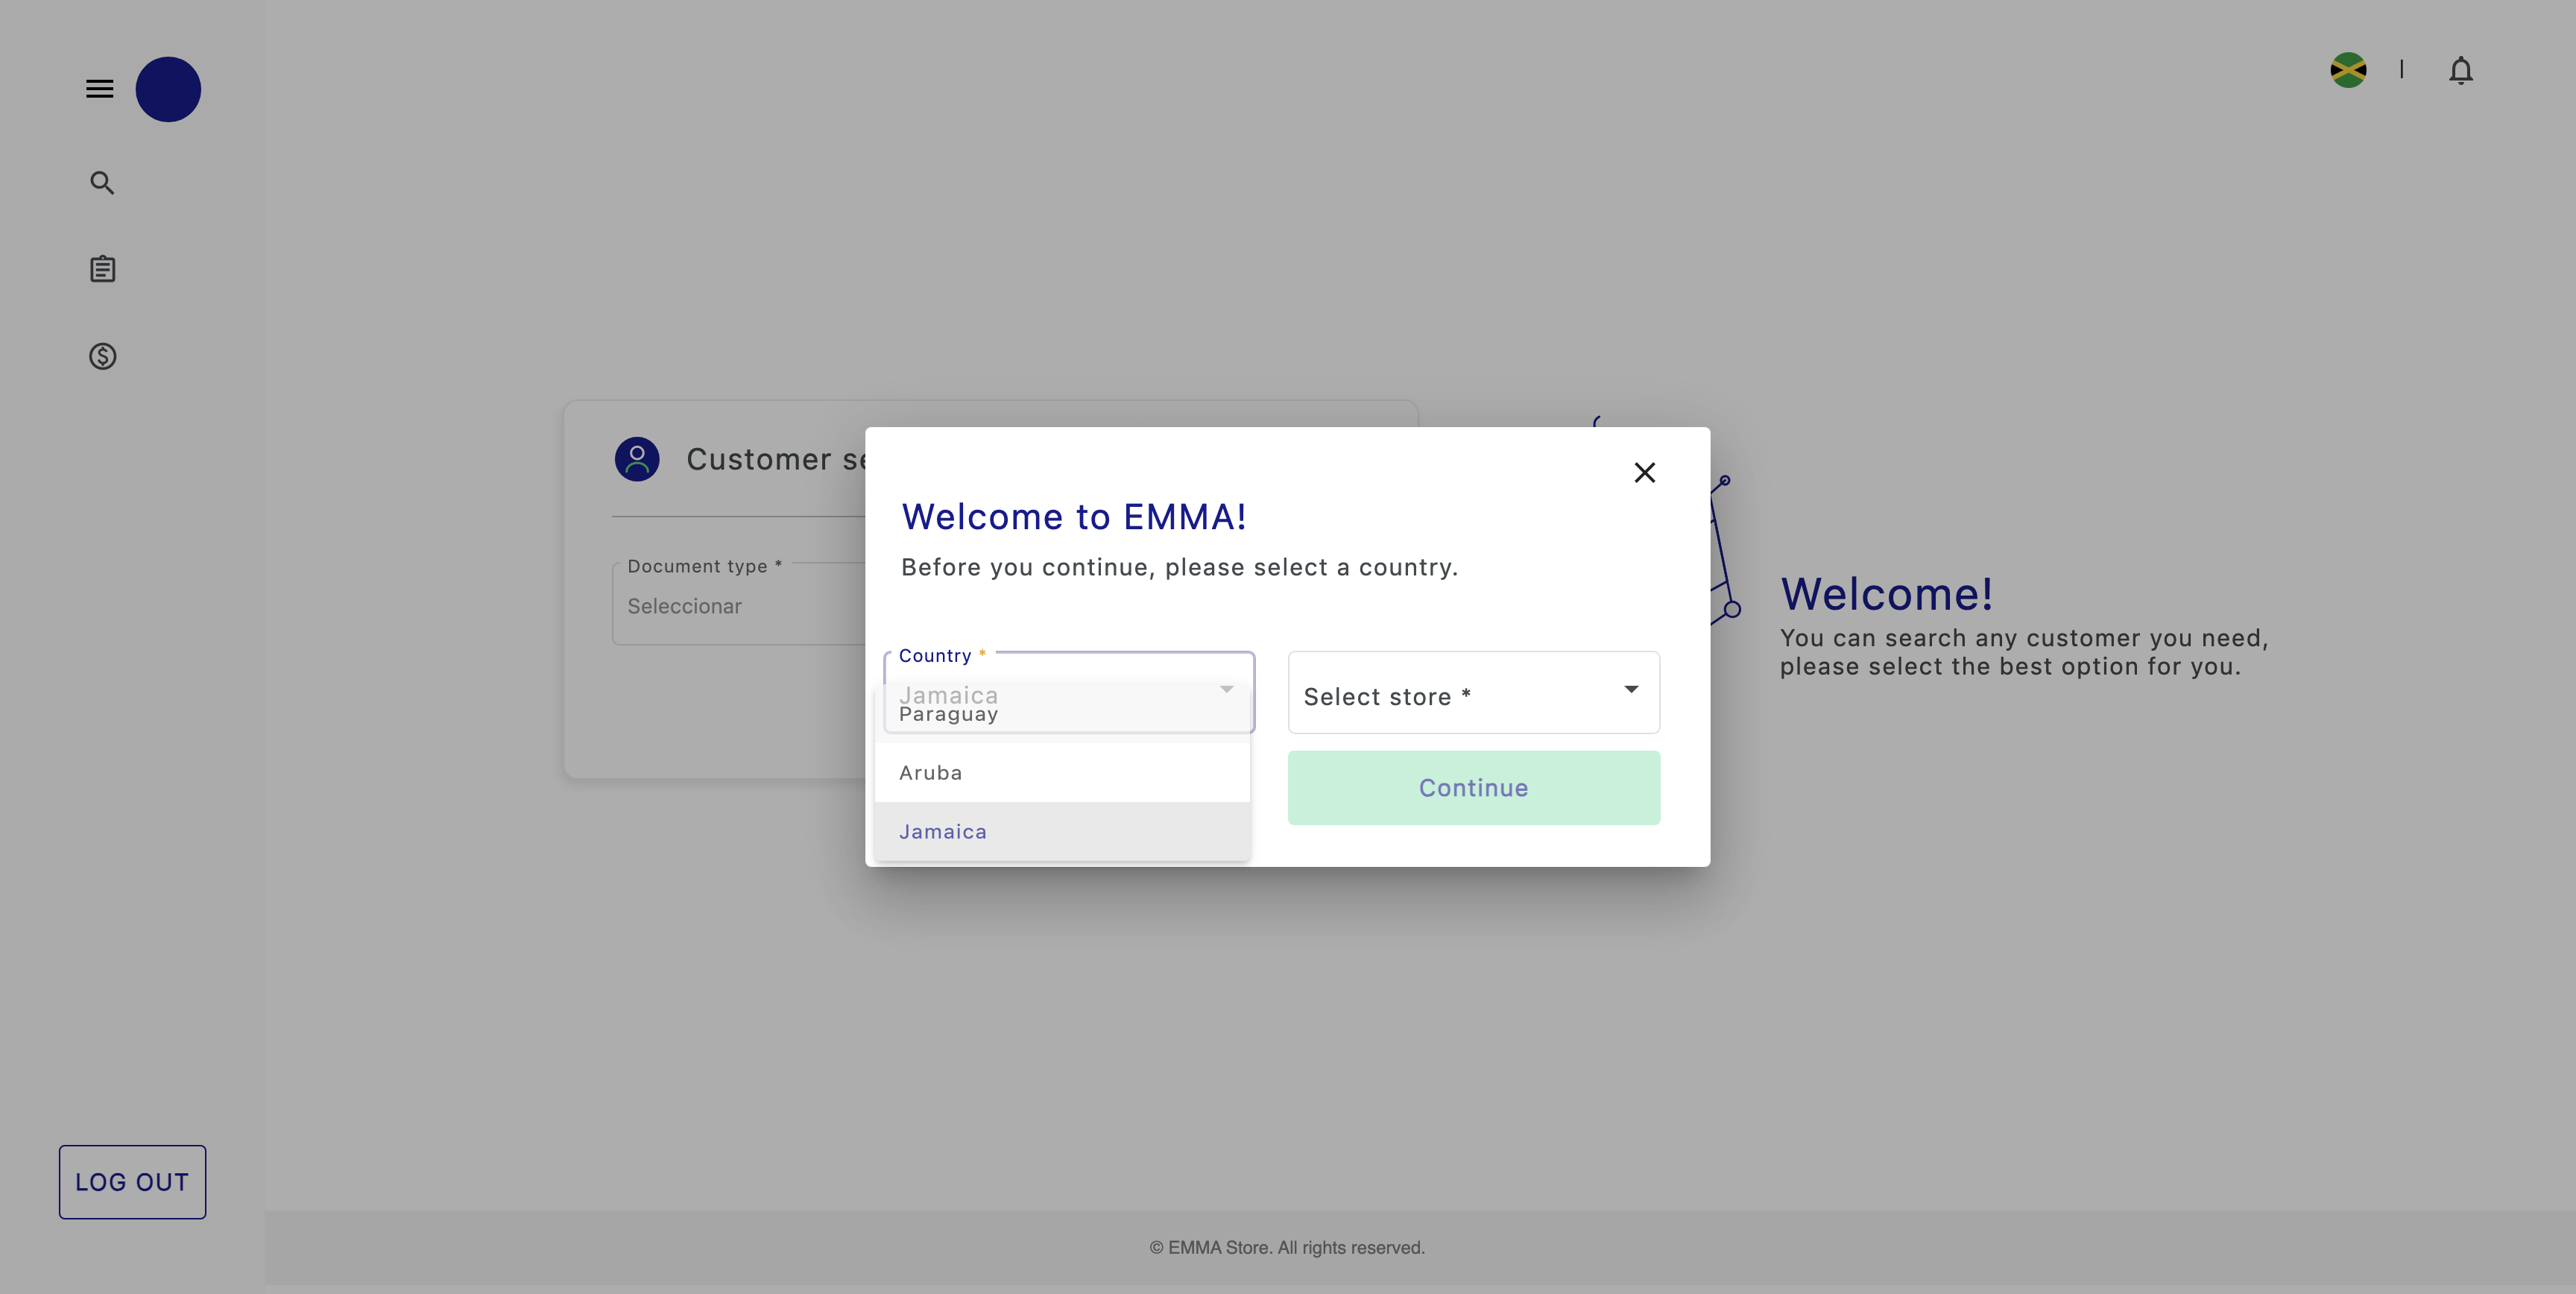 Customer se
Document type *
Seleccionar
Welcome to EMMA!
Before you continue, please select a country.
Country *
Jamaica
Paraguay
Aruba
Jamaica
Select store *
Continue
Welcome!
You can search any customer you need,
please select the best option for you.
LOG OUT
© EMMA Store. All rights reserved.